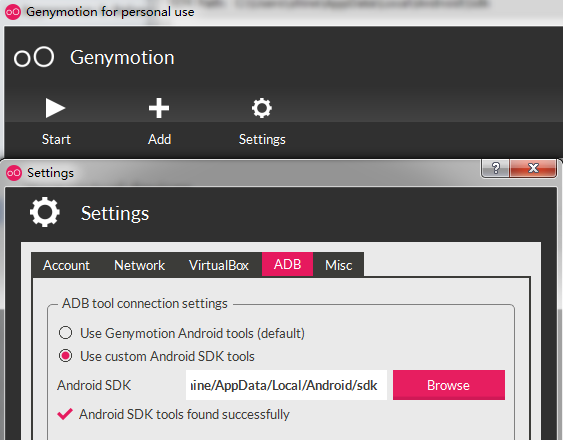 Genymotion for personal use
Genymotion
Start Add Settings
Settings
?
Settings
Account Network VirtualBox ADB Misc
ADB tool connection settings
Use Genymotion Android tools (default)
Use custom Android SDK tools
Android SDK nine/AppData/Local/Android/sdk Browse
Android SDK tools found successfully